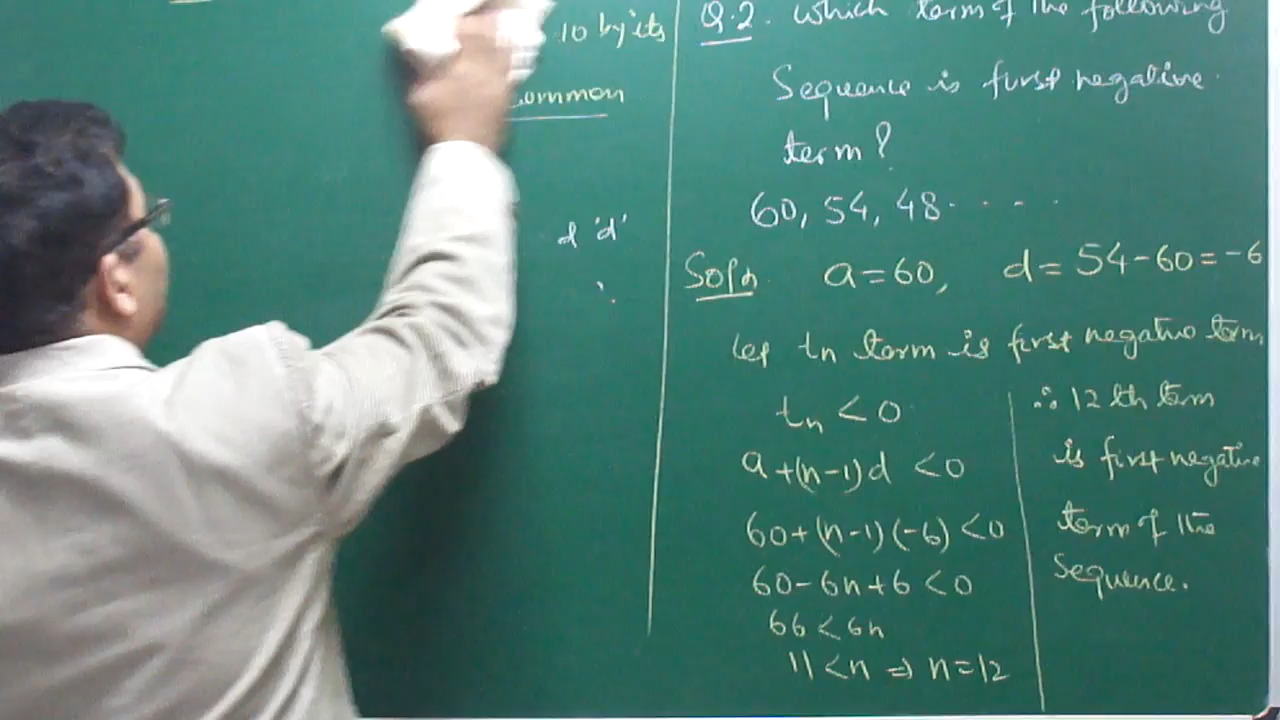 10 by its
common
d 'd'
Q.2. Which term of the following
Sequence is first negative
term?
60, 54, 48 . . . .
Soln a=60, d= 54-60=-6
Let tn term is first negative term
tn < 0
a+(n-1)d <0
60+(n-1)(-6)<0
60-6n+6<0
66<6n
11<n ⇒ n=12
∴ 12th term
is first negative
term of the
Sequence.